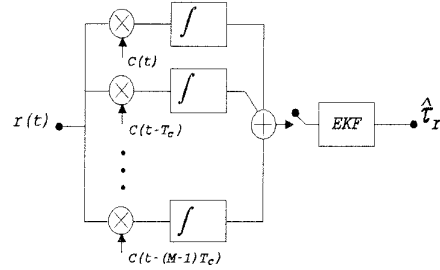 ∫
C(t)
∫
r(t)
C(t-T_c)
+
EKF
τ̂_r
∫
C(t-(M-1)T_c)